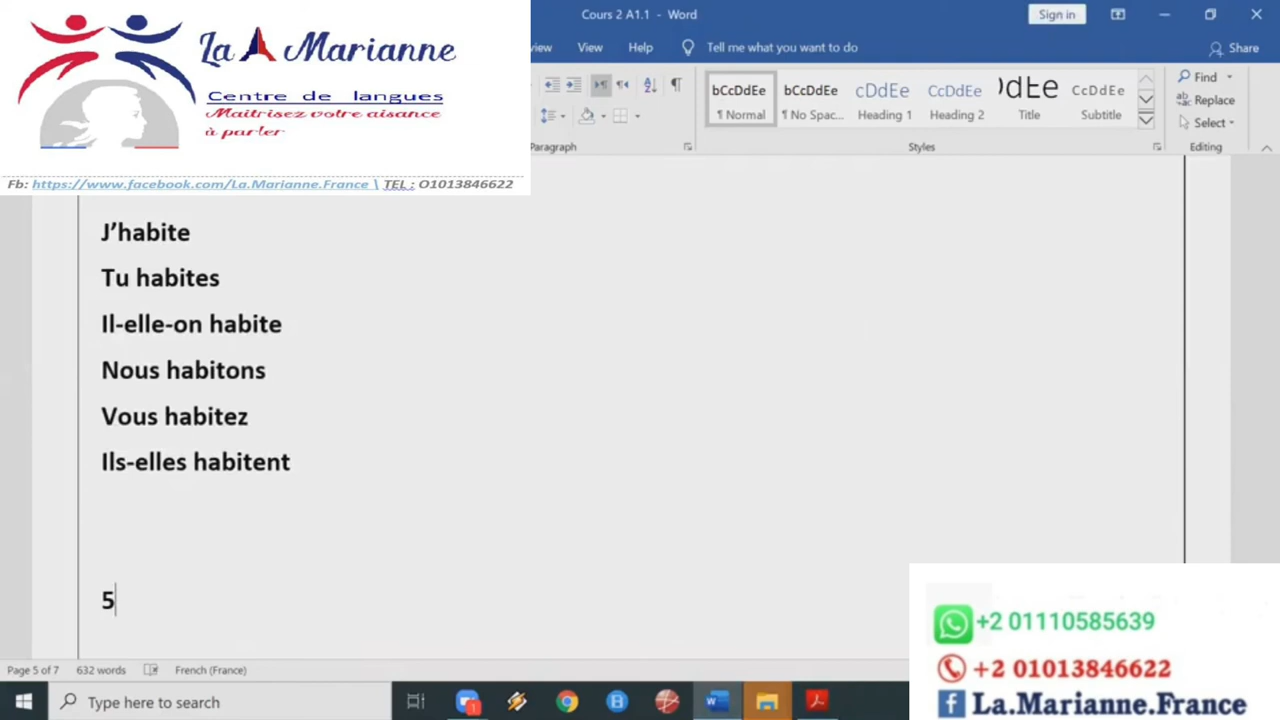 Cours 2 A1.1 - Word
Sign in
La Marianne
Centre de langues
Maîtrisez votre aisance
à parler
Fb: https://www.facebook.com/La.Marianne.France \ TEL : O1013846622
View
Help
Tell me what you want to do
Share
bCcDdEe
¶ Normal
bCcDdEe
¶ No Spac...
cDdEe
Heading 1
CcDdEe
Heading 2
Title
CcDdEe
Subtitle
Find
Replace
Select
Paragraph
Styles
Editing
J’habite
Tu habites
Il-elle-on habite
Nous habitons
Vous habitez
Ils-elles habitent
5
+2 01110585639
+2 01013846622
La.Marianne.France
Page 5 of 7
632 words
French (France)
Type here to search